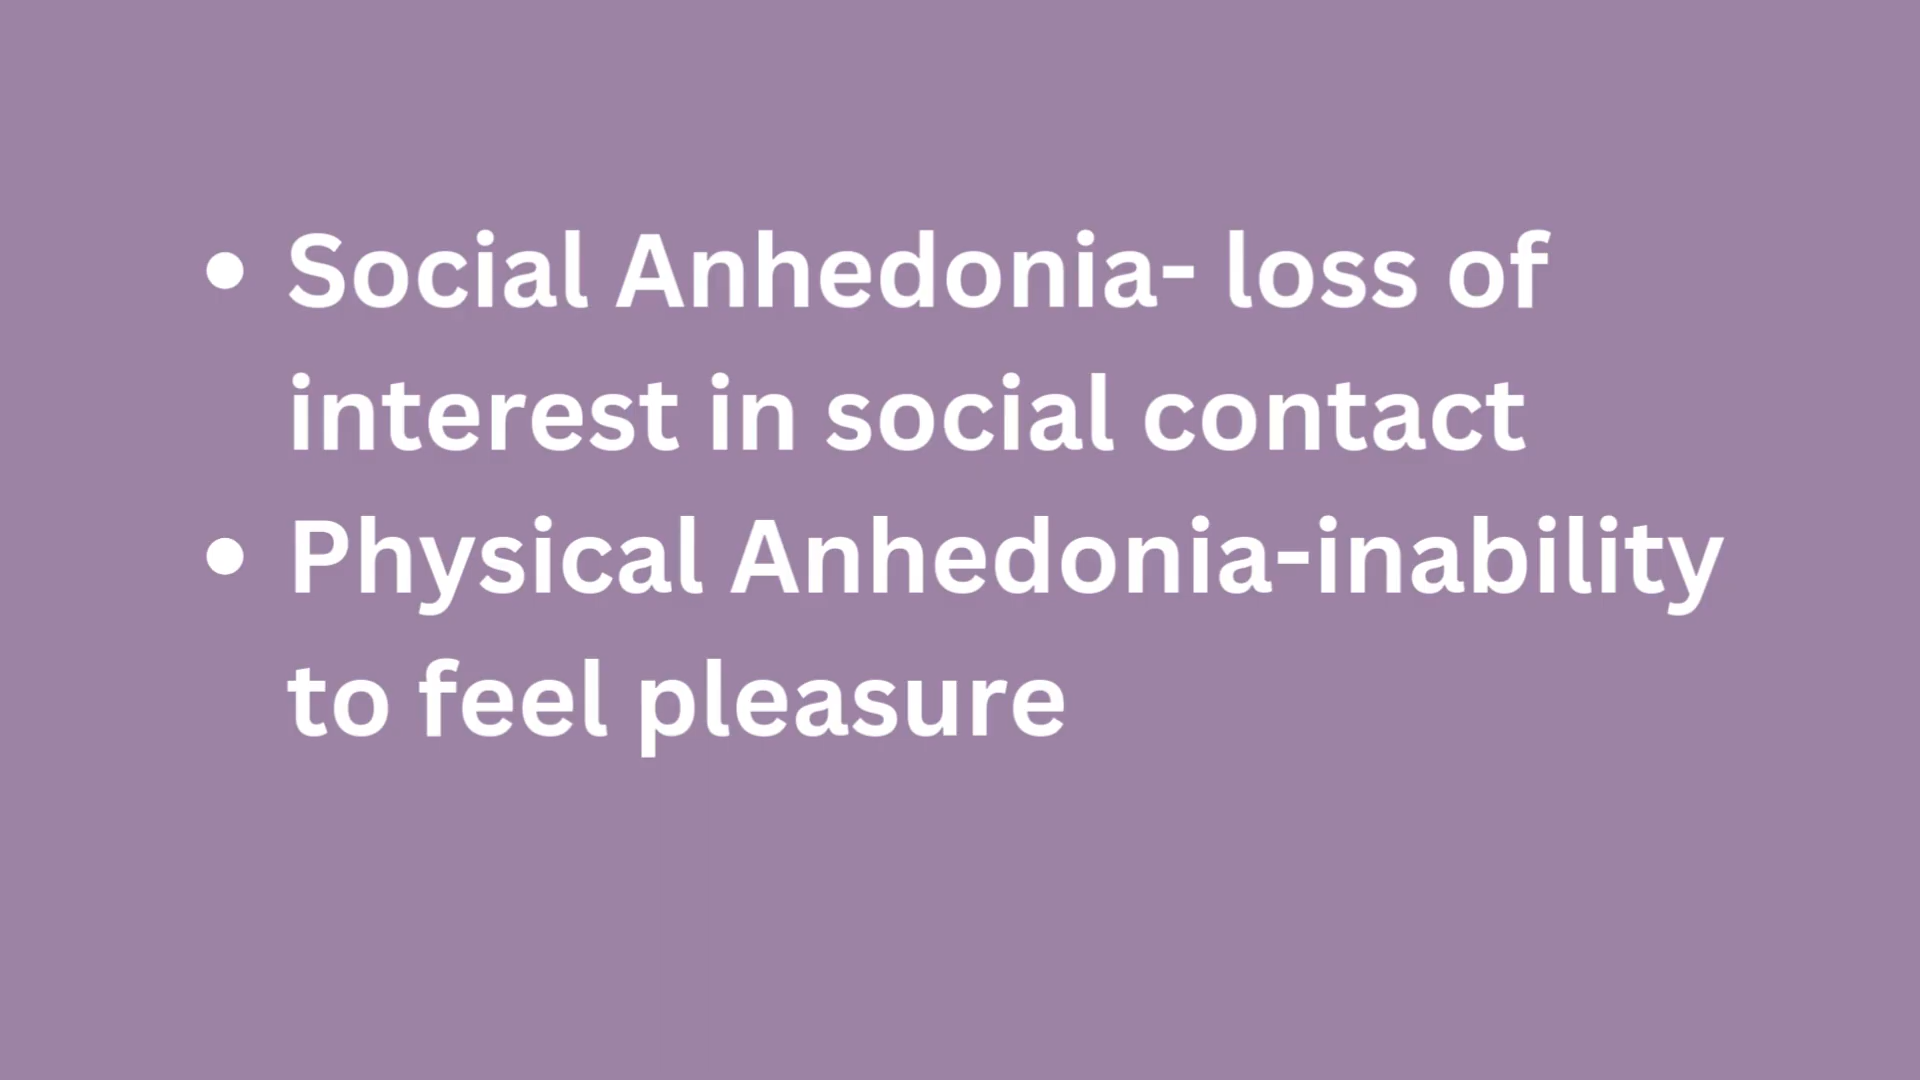 • Social Anhedonia- loss of
interest in social contact
• Physical Anhedonia-inability
to feel pleasure